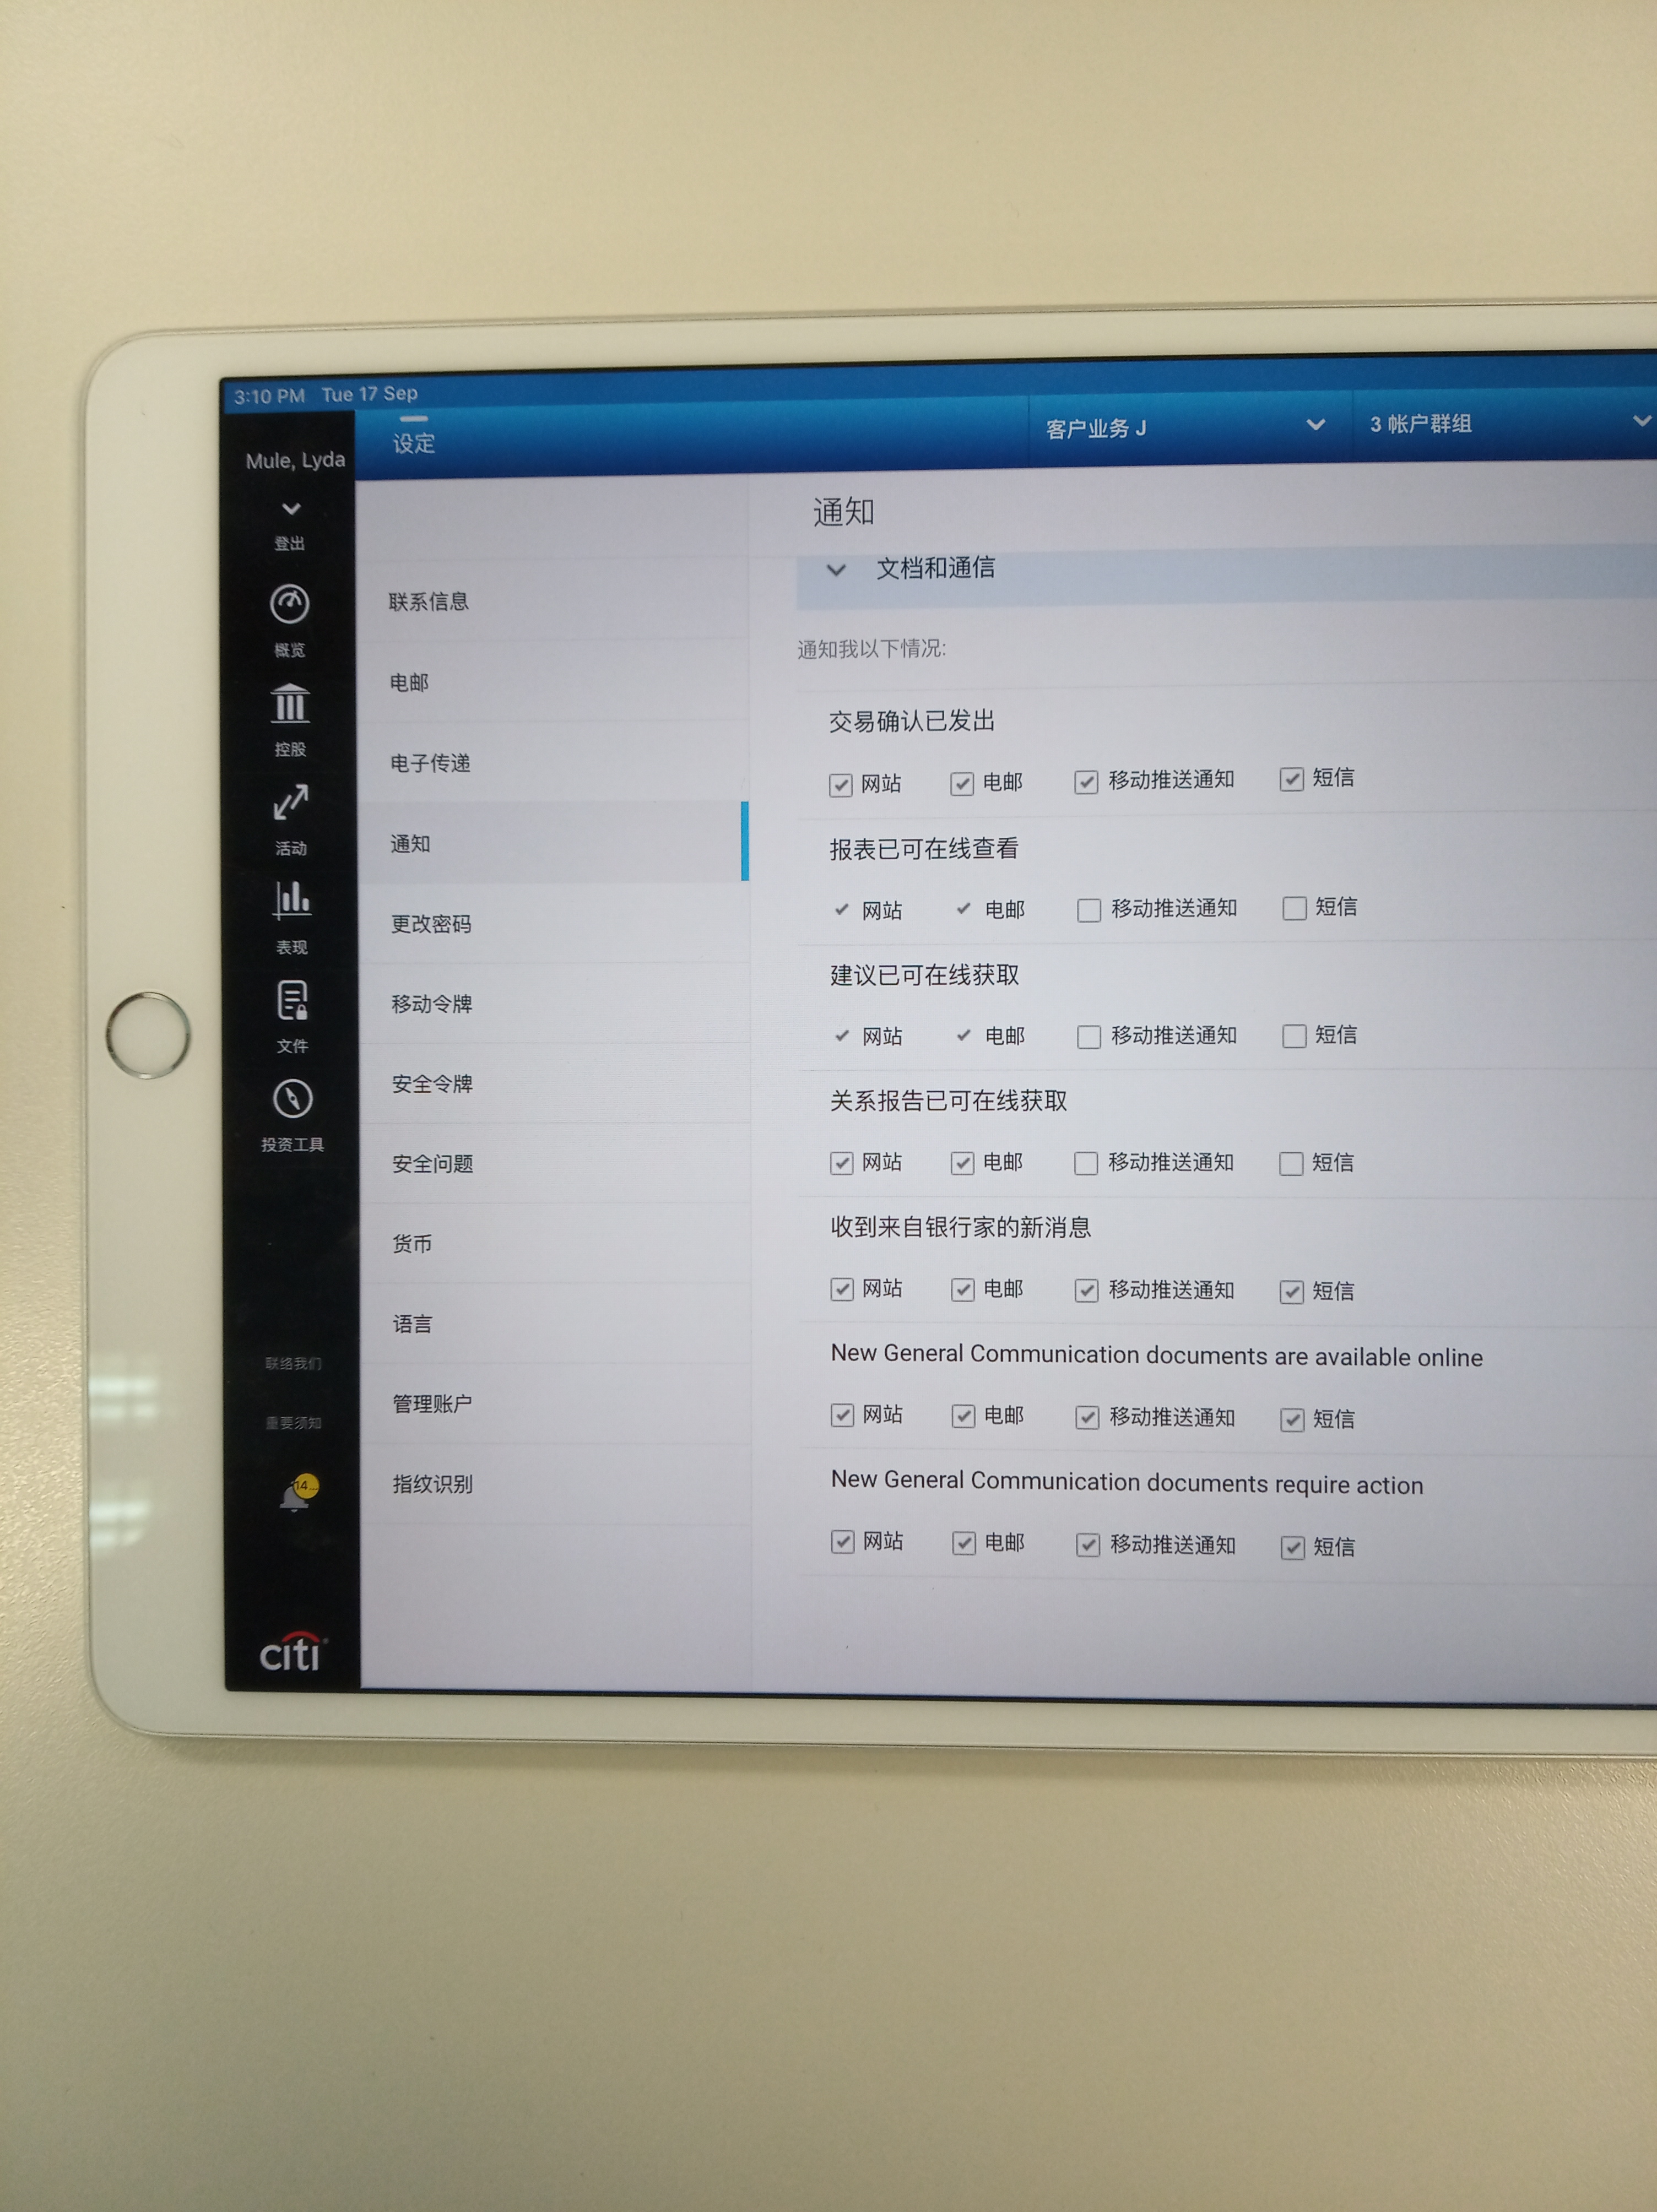 3:10 PM Tue 17 Sep
Mule, Lyda
登出
概览
控股
活动
表现
文件
投资工具
联络我们
重要须知
14...
citi
设定
客户业务 J
3 帐户群组
联系信息
电邮
电子传递
通知
更改密码
移动令牌
安全令牌
安全问题
货币
语言
管理账户
指纹识别
通知
文档和通信
通知我以下情况:
交易确认已发出
网站 电邮 移动推送通知 短信
报表已可在线查看
网站 电邮 移动推送通知 短信
建议已可在线获取
网站 电邮 移动推送通知 短信
关系报告已可在线获取
网站 电邮 移动推送通知 短信
收到来自银行家的新消息
网站 电邮 移动推送通知 短信
New General Communication documents are available online
网站 电邮 移动推送通知 短信
New General Communication documents require action
网站 电邮 移动推送通知 短信